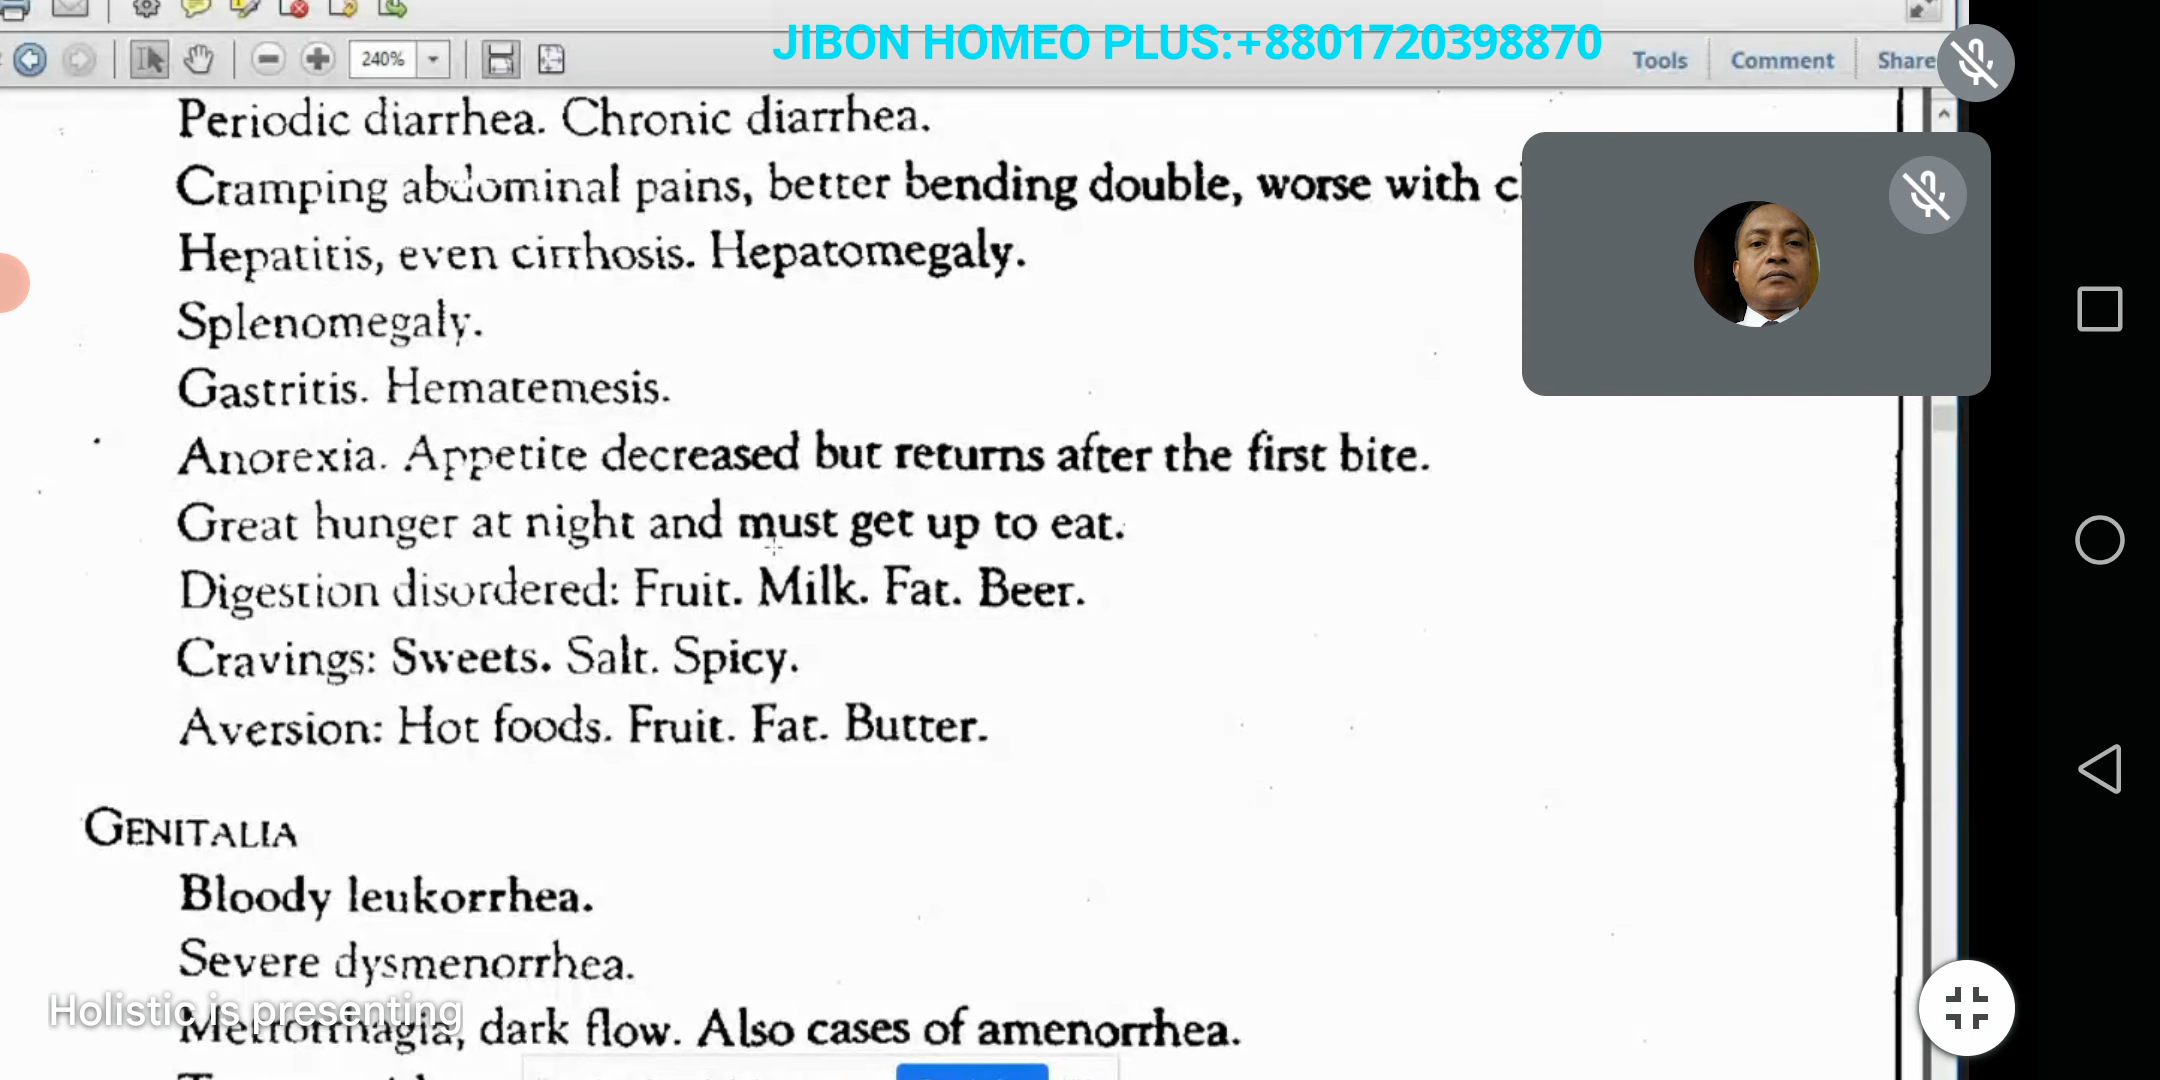 JIBON HOMEO PLUS:+8801720398870
240%
Tools Comment Share
Periodic diarrhea. Chronic diarrhea.
Cramping abdominal pains, better bending double, worse with
Hepatitis, even cirrhosis. Hepatomegaly.
Splenomegaly.
Gastritis. Hematemesis.
Anorexia. Appetite decreased but returns after the first bite.
Great hunger at night and must get up to eat.
Digestion disordered: Fruit. Milk. Fat. Beer.
Cravings: Sweets. Salt. Spicy.
Aversion: Hot foods. Fruit. Fat. Butter.
GENITALIA
Bloody leukorrhea.
Severe dysmenorrhea.
Holistic is presenting
Metrorrhagia, dark flow. Also cases of amenorrhea.